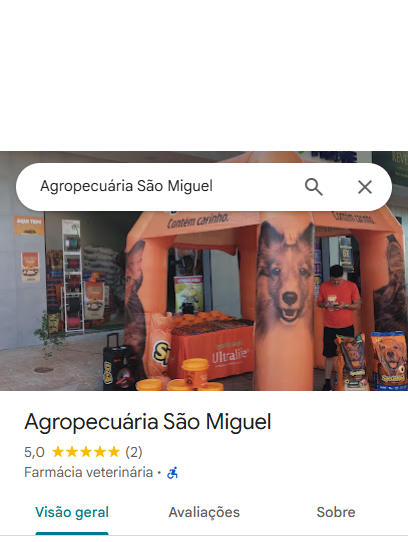 Agropecuária São Miguel
Contém carinho.
Contém carinho.
Ultralife
Agropecuária São Miguel
5,0 (2)
Farmácia veterinária ·
Visão geral
Avaliações
Sobre